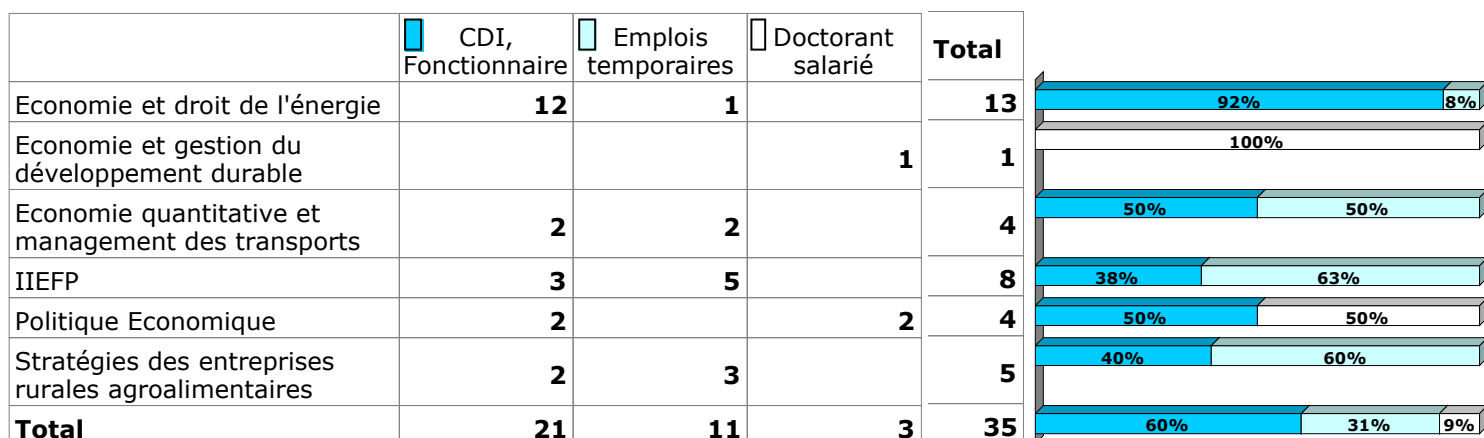 CDI, Fonctionnaire Emplois temporaires Doctorant salarié Total
Economie et droit de l'énergie 12 1 13 92% 8%
Economie et gestion du
développement durable 1 1 100%
Economie quantitative et
management des transports 2 2 4 50% 50%
IIEFP 3 5 8 38% 63%
Politique Economique 2 2 4 50% 50%
Stratégies des entreprises
rurales agroalimentaires 2 3 5 40% 60%
Total 21 11 3 35 60% 31% 9%